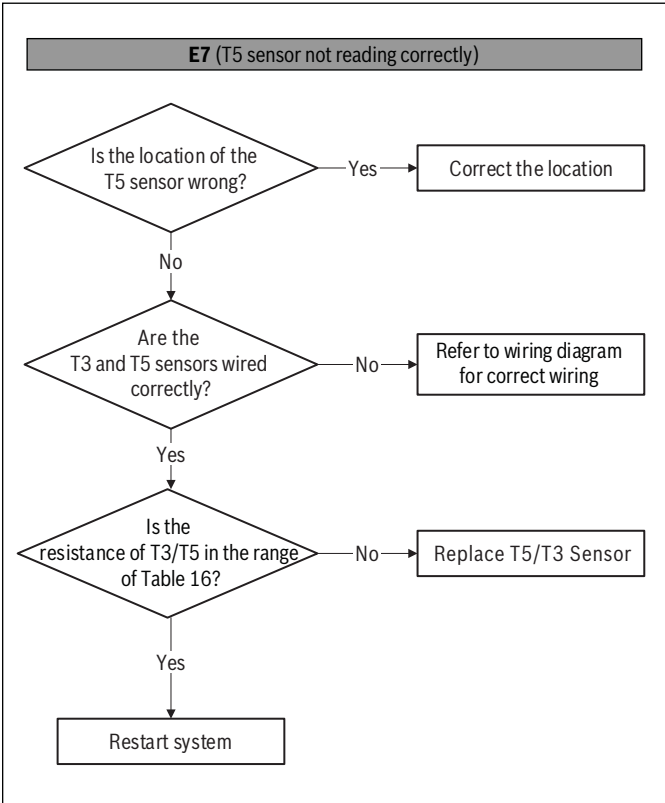 E7 (T5 sensor not reading correctly)
Is the location of the
T5 sensor wrong?
Yes
Correct the location
No
Are the
T3 and T5 sensors wired
correctly?
No
Refer to wiring diagram
for correct wiring
Yes
Is the
resistance of T3/T5 in the range
of Table 16?
No
Replace T5/T3 Sensor
Yes
Restart system